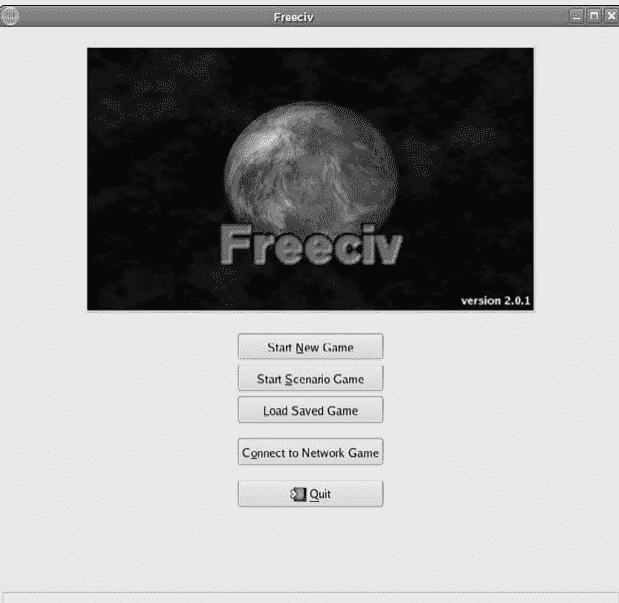 Freeciv
Freeciv
version 2.0.1
Start New Game
Start Scenario Game
Load Saved Game
Connect to Network Game
Quit